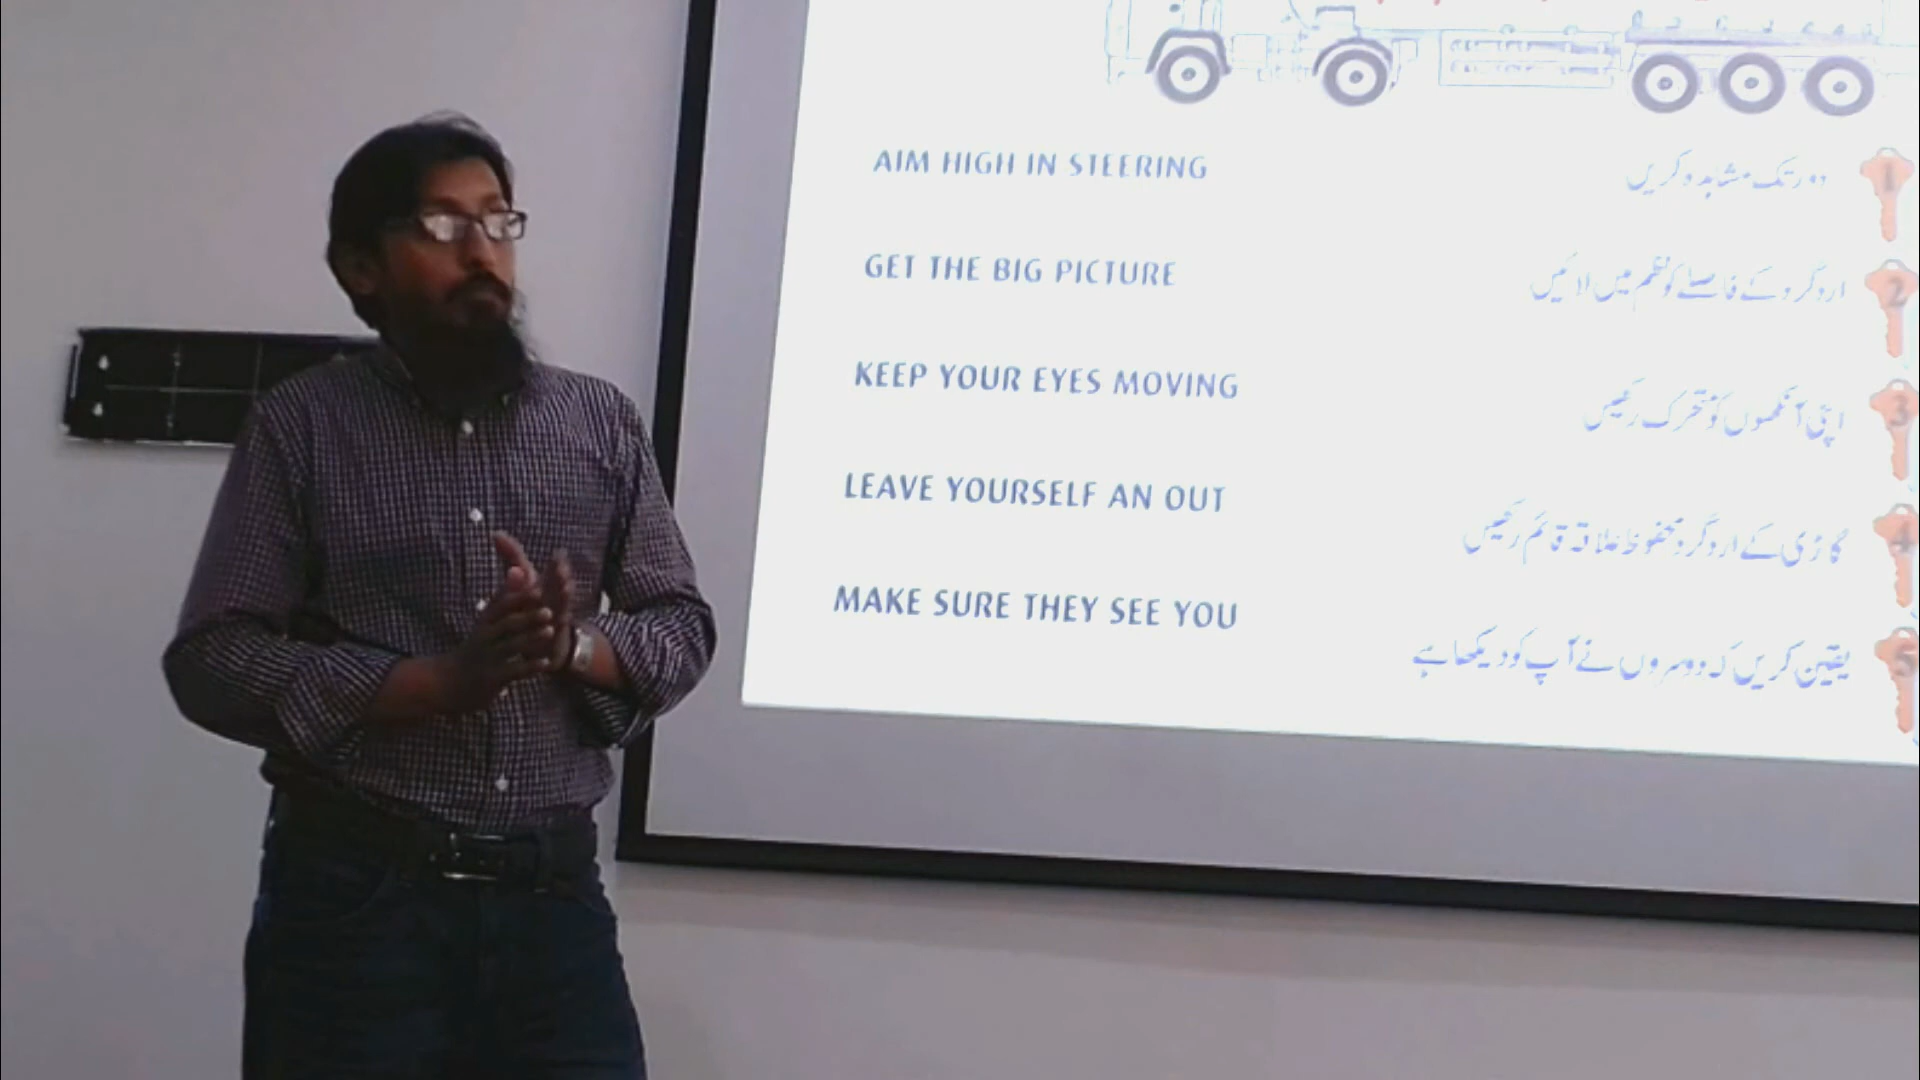 AIM HIGH IN STEERING
دور تک مشاہدہ کریں
1
GET THE BIG PICTURE
اردگرد کے فاصلے کو نظر میں لائیں
2
KEEP YOUR EYES MOVING
اپنی آنکھوں کو متحرک رکھیں
3
LEAVE YOURSELF AN OUT
گاڑی کے اردگرد محفوظ علاقہ قائم رکھیں
4
MAKE SURE THEY SEE YOU
یقین کریں کہ دوسروں نے آپ کو دیکھا ہے
5